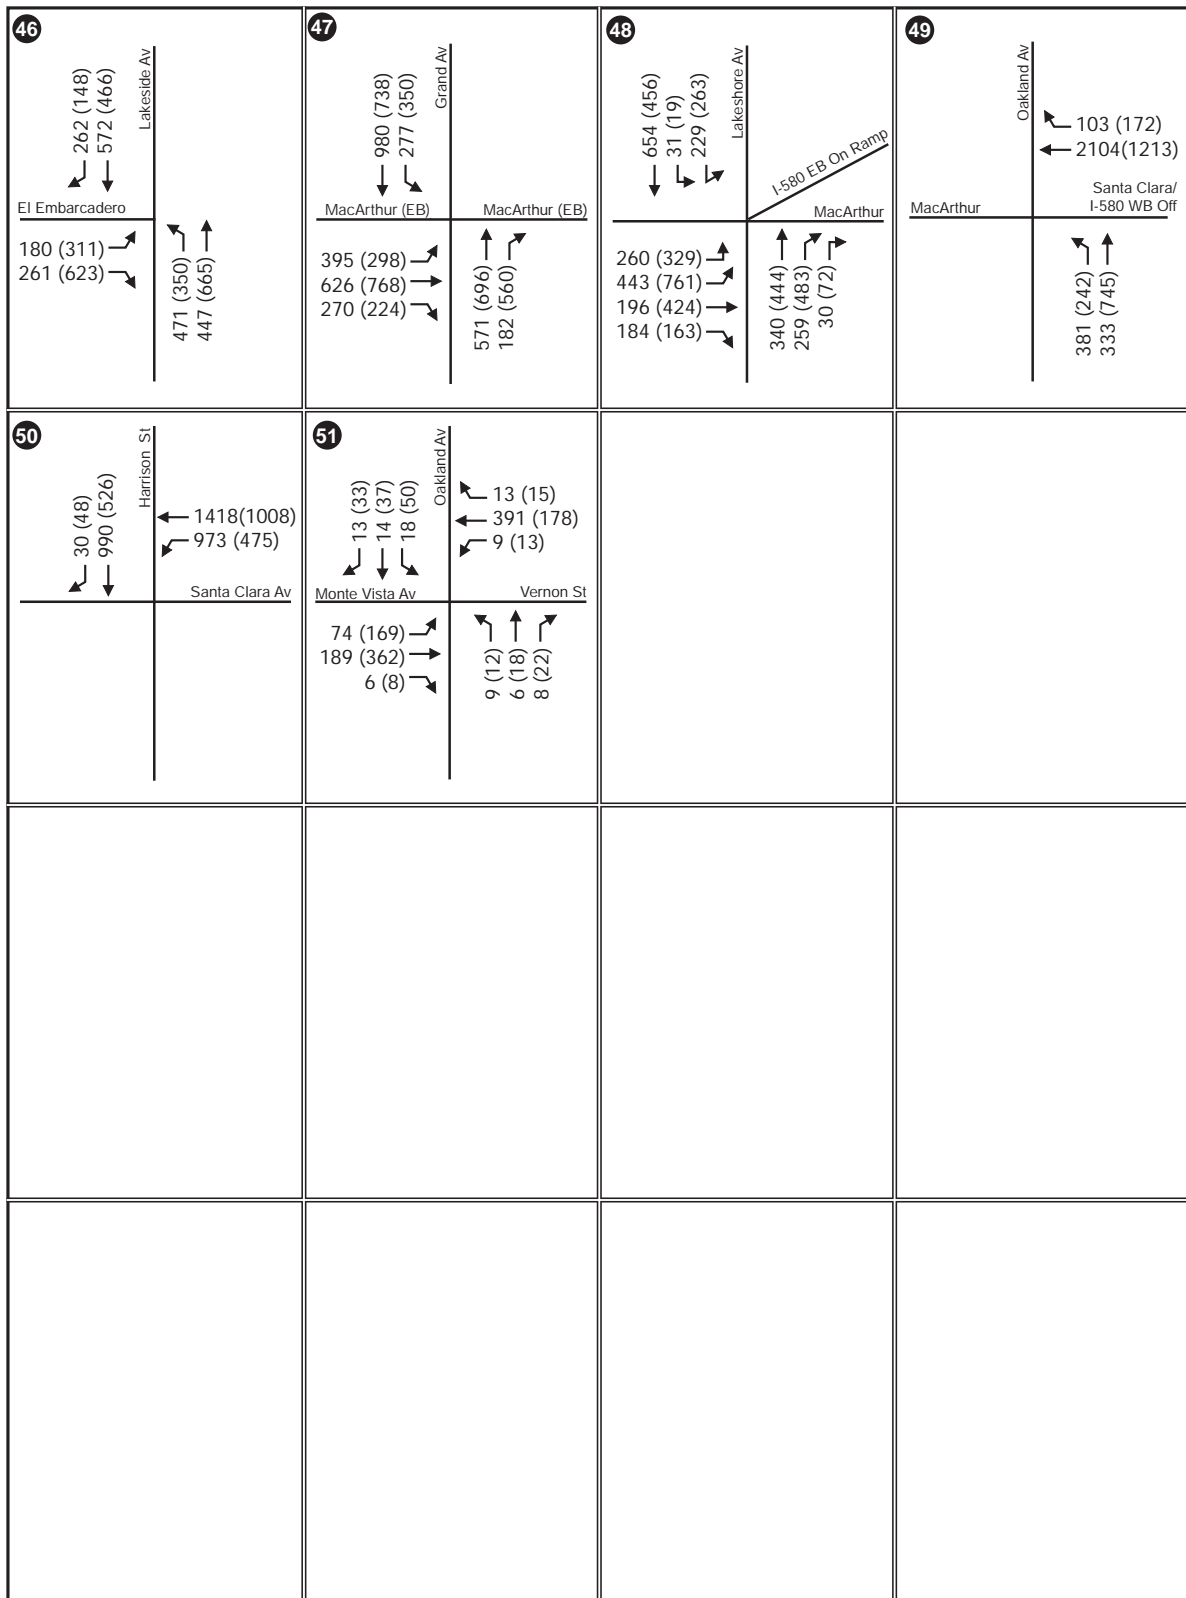 46
Lakeside Av
262 (148)
572 (466)
El Embarcadero
180 (311)
261 (623)
471 (350)
447 (665)
47
Grand Av
980 (738)
277 (350)
MacArthur (EB)
MacArthur (EB)
395 (298)
626 (768)
270 (224)
571 (696)
182 (560)
48
Lakeshore Av
654 (456)
31 (19)
229 (263)
I-580 EB On Ramp
MacArthur
260 (329)
443 (761)
196 (424)
184 (163)
340 (444)
259 (483)
30 (72)
49
Oakland Av
103 (172)
2104(1213)
Santa Clara/
I-580 WB Off
MacArthur
381 (242)
333 (745)
50
Harrison St
30 (48)
990 (526)
1418(1008)
973 (475)
Santa Clara Av
51
Oakland Av
13 (33)
14 (37)
18 (50)
13 (15)
391 (178)
9 (13)
Monte Vista Av
Vernon St
74 (169)
189 (362)
6 (8)
9 (12)
6 (18)
8 (22)